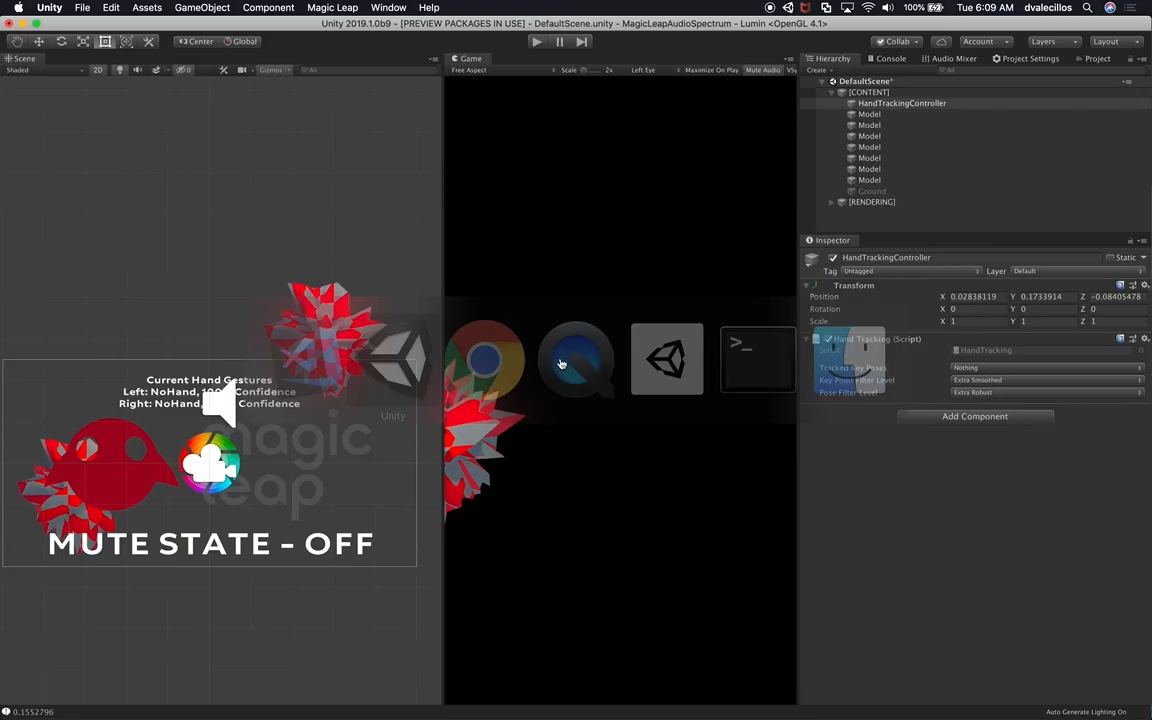 Unity File Edit Assets GameObject Component Magic Leap Window Help 100% Tue 6:09 AM dvalecillos
Unity 2019.1.0b9 - [PREVIEW PACKAGES IN USE] - DefaultScene.unity - MagicLeapAudioSpectrum - Lumin <OpenGL 4.1>
Center Global Collab Account Layers Layout
Scene Game Hierarchy Console Audio Mixer Project Settings Project
Shaded 2D 0 Gizmos All Free Aspect Scale 2x Left Eye Maximize On Play Mute Audio VSy Create All
DefaultScene*
[CONTENT]
HandTrackingController
Model
Model
Model
Model
Model
Model
Model
Ground
[RENDERING]
Inspector
HandTrackingController Static
Tag Untagged Layer Default
Transform
Position X 0.02838119 Y 0.1733914 Z -0.08405478
Rotation X 0 Y 0 Z 0
Scale X 1 Y 1 Z 1
Hand Tracking (Script)
Script HandTracking
Tracked Key Poses Nothing
Key Point Filter Level Extra Smoothed
Pose Filter Level Extra Robust
Add Component
Unity
>_
Current Hand Gestures
Left: NoHand, Confidence
Right: NoHand, Confidence
magic
leap
MUTE STATE - OFF
0.1552796 Auto Generate Lighting On